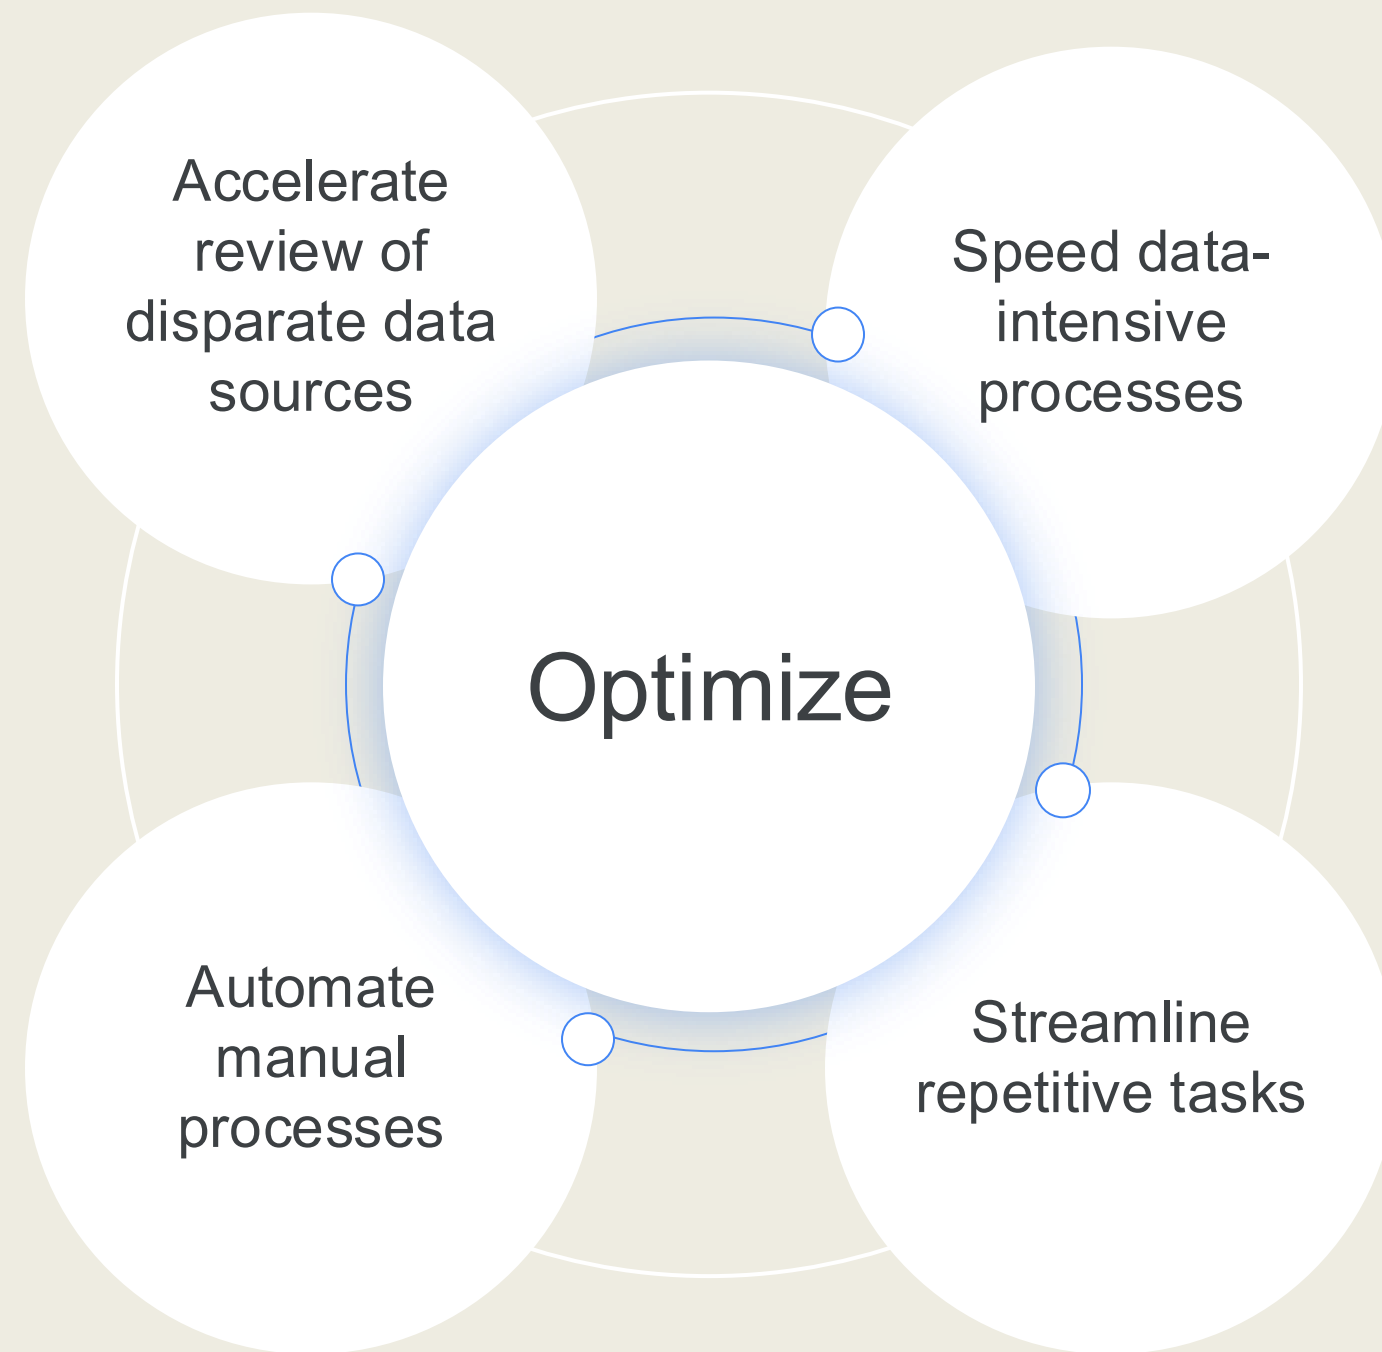 Accelerate
review of
disparate data
sources
Speed data-
intensive
processes
Optimize
Automate
manual
processes
Streamline
repetitive tasks